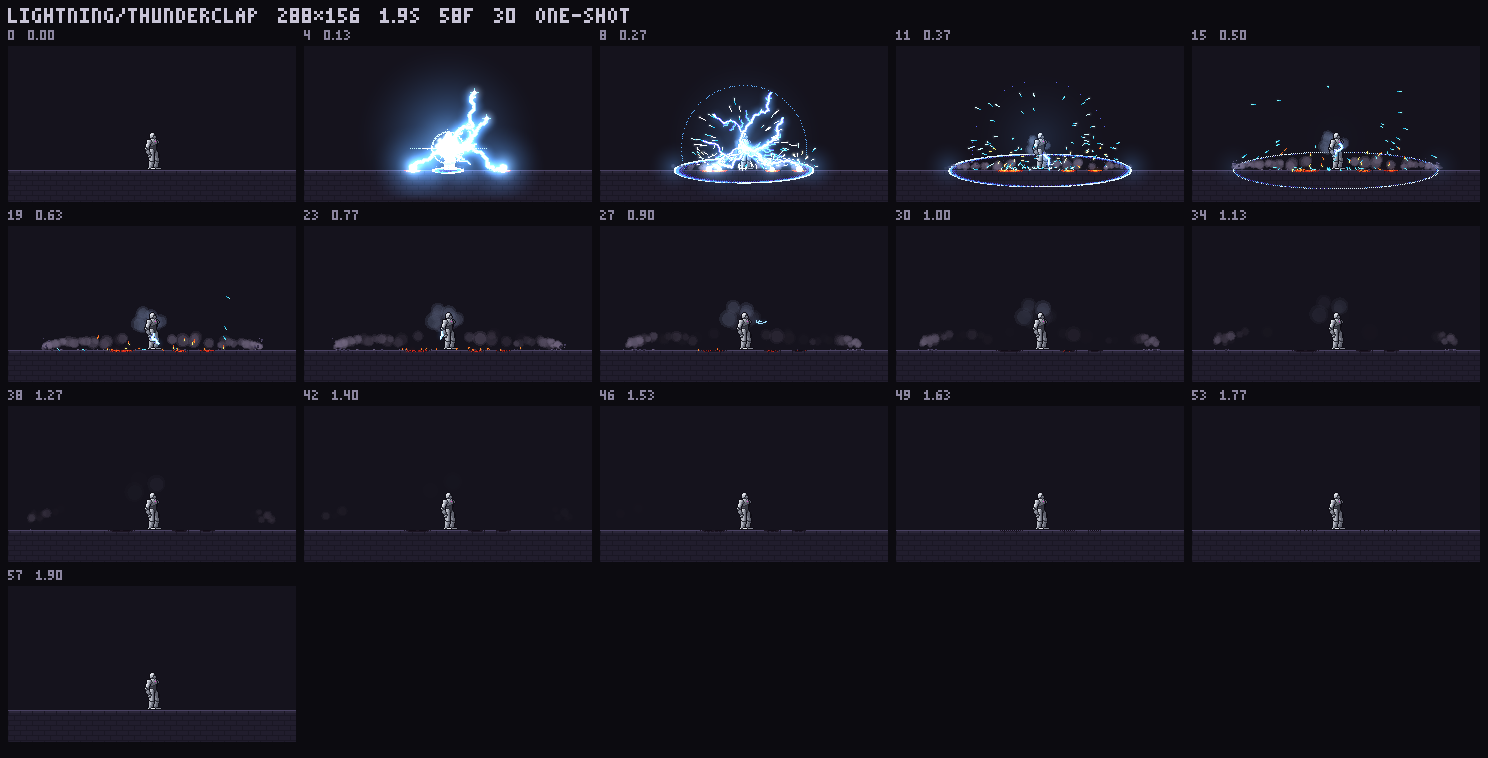 LIGHTNING/THUNDERCLAP 288×156 1.9S 58F 30 ONE-SHOT
0 0.00 4 0.13 8 0.27 11 0.37 15 0.50
19 0.63 23 0.77 27 0.90 30 1.00 34 1.13
38 1.27 42 1.40 46 1.53 49 1.63 53 1.77
57 1.90